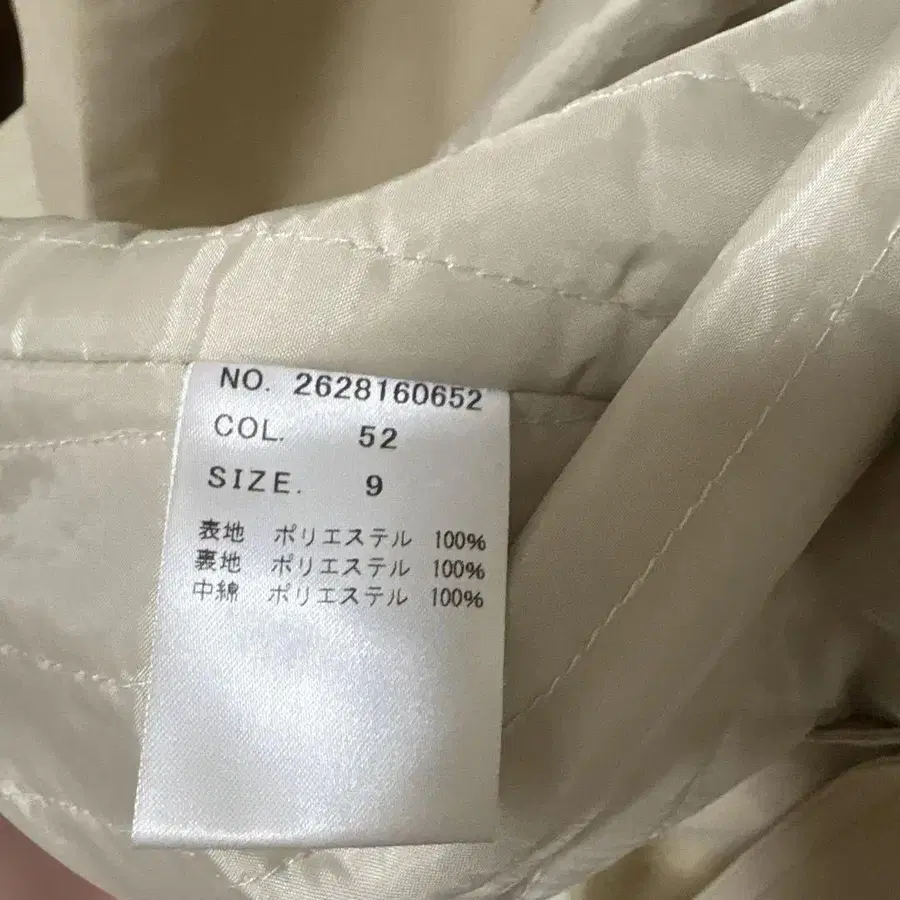 NO. 2628160652
COL. 52
SIZE. 9
表地 ポリエステル 100%
裏地 ポリエステル 100%
中綿 ポリエステル 100%